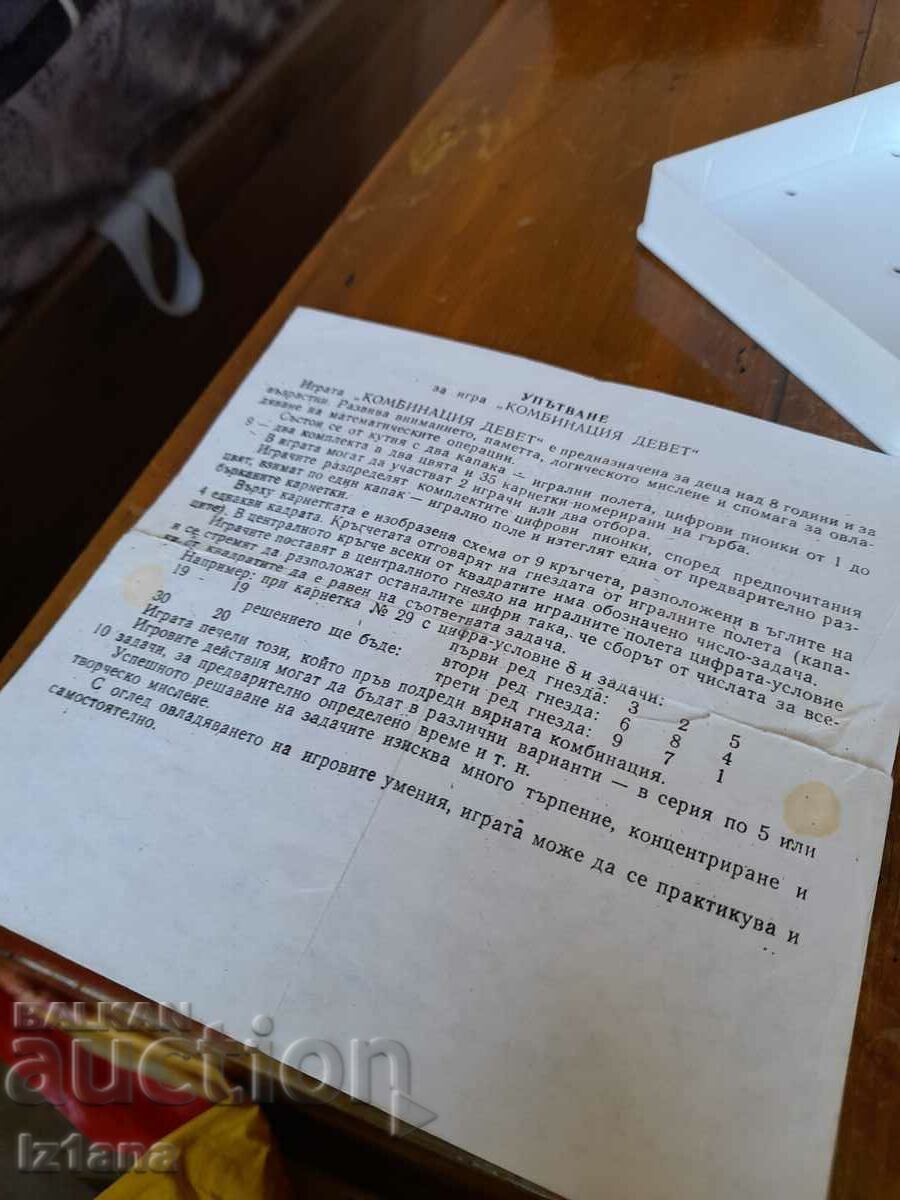 УПЪТВАНЕ
за игра „КОМБИНАЦИЯ ДЕВЕТ“
Играта „КОМБИНАЦИЯ ДЕВЕТ“ е предназначена за деца над 8 години и за
възрастни. Развива вниманието, паметта, логическото мислене и спомага за овла-
дяване на математическите операции.
Състои се от кутия с два капака — игрални полета, цифрови пионки от 1 до
9 — два комплекта в два цвята и 35 карнетки-номерирани на гърба.
В играта могат да участват 2 играчи или два отбора.
Играчите разпределят комплектите цифрови пионки, според предпочитания
цвят, взимат по един капак — игрално поле и изтеглят една от предварително раз-
бърканите карнетки.
Върху карнетката е изобразена схема от 9 кръгчета, разположени в ъглите на
4 еднакви квадрата. Кръгчетата отговарят на гнездата от игралните полета (капа-
ците). В централното кръгче всеки от квадратите има обозначено число-задача.
Играчите поставят в централното гнездо на игралните полета цифрата-условие
и се стремят да разположат останалите цифри така, че сборът от числата за все-
ки квадратите да е равен на съответната задача.
Например: при карнетка № 29 с цифра-условие 8 и задачи:
19 - 19 решението ще бъде: първи ред гнезда: 3 2 5
30 20 втори ред гнезда: 6 8 4
трети ред гнезда: 9 7 1
Играта печели този, който пръв подреди вярната комбинация.
Игровите действия могат да бъдат в различни варианти — в серия по 5 или
10 задачи, за предварително определено време и т. н.
Успешното решаване на задачите изисква много търпение, концентриране и
творческо мислене.
С оглед овладяването на игровите умения, играта може да се практикува и
самостоятелно.
BALKAN
auction
Iz1ana